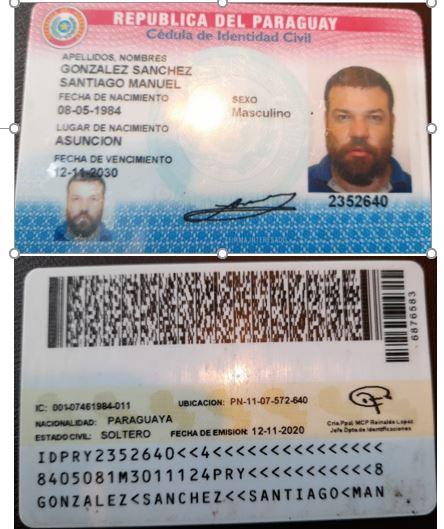 REPUBLICA DEL PARAGUAY
Cédula de Identidad Civil
APELLIDOS, NOMBRES
GONZALEZ SANCHEZ
SANTIAGO MANUEL
FECHA DE NACIMIENTO
08-05-1984
SEXO
Masculino
LUGAR DE NACIMIENTO
ASUNCION
FECHA DE VENCIMIENTO
12-11-2030
2352640
6876583
IC: 001-07461984-011
UBICACION: PN-11-07-572-640
NACIONALIDAD: PARAGUAYA
ESTADO CIVIL: SOLTERO
FECHA DE EMISION: 12-11-2020
Crio.Ppal. MCP Reinaldo Lopez
Jefe Dpto.de Identificaciones
IDPRY2352640<<4<<<<<<<<<<<<<<<
8405081M3011124PRY<<<<<<<<<<<8
GONZALEZ<SANCHEZ<<SANTIAGO<MAN